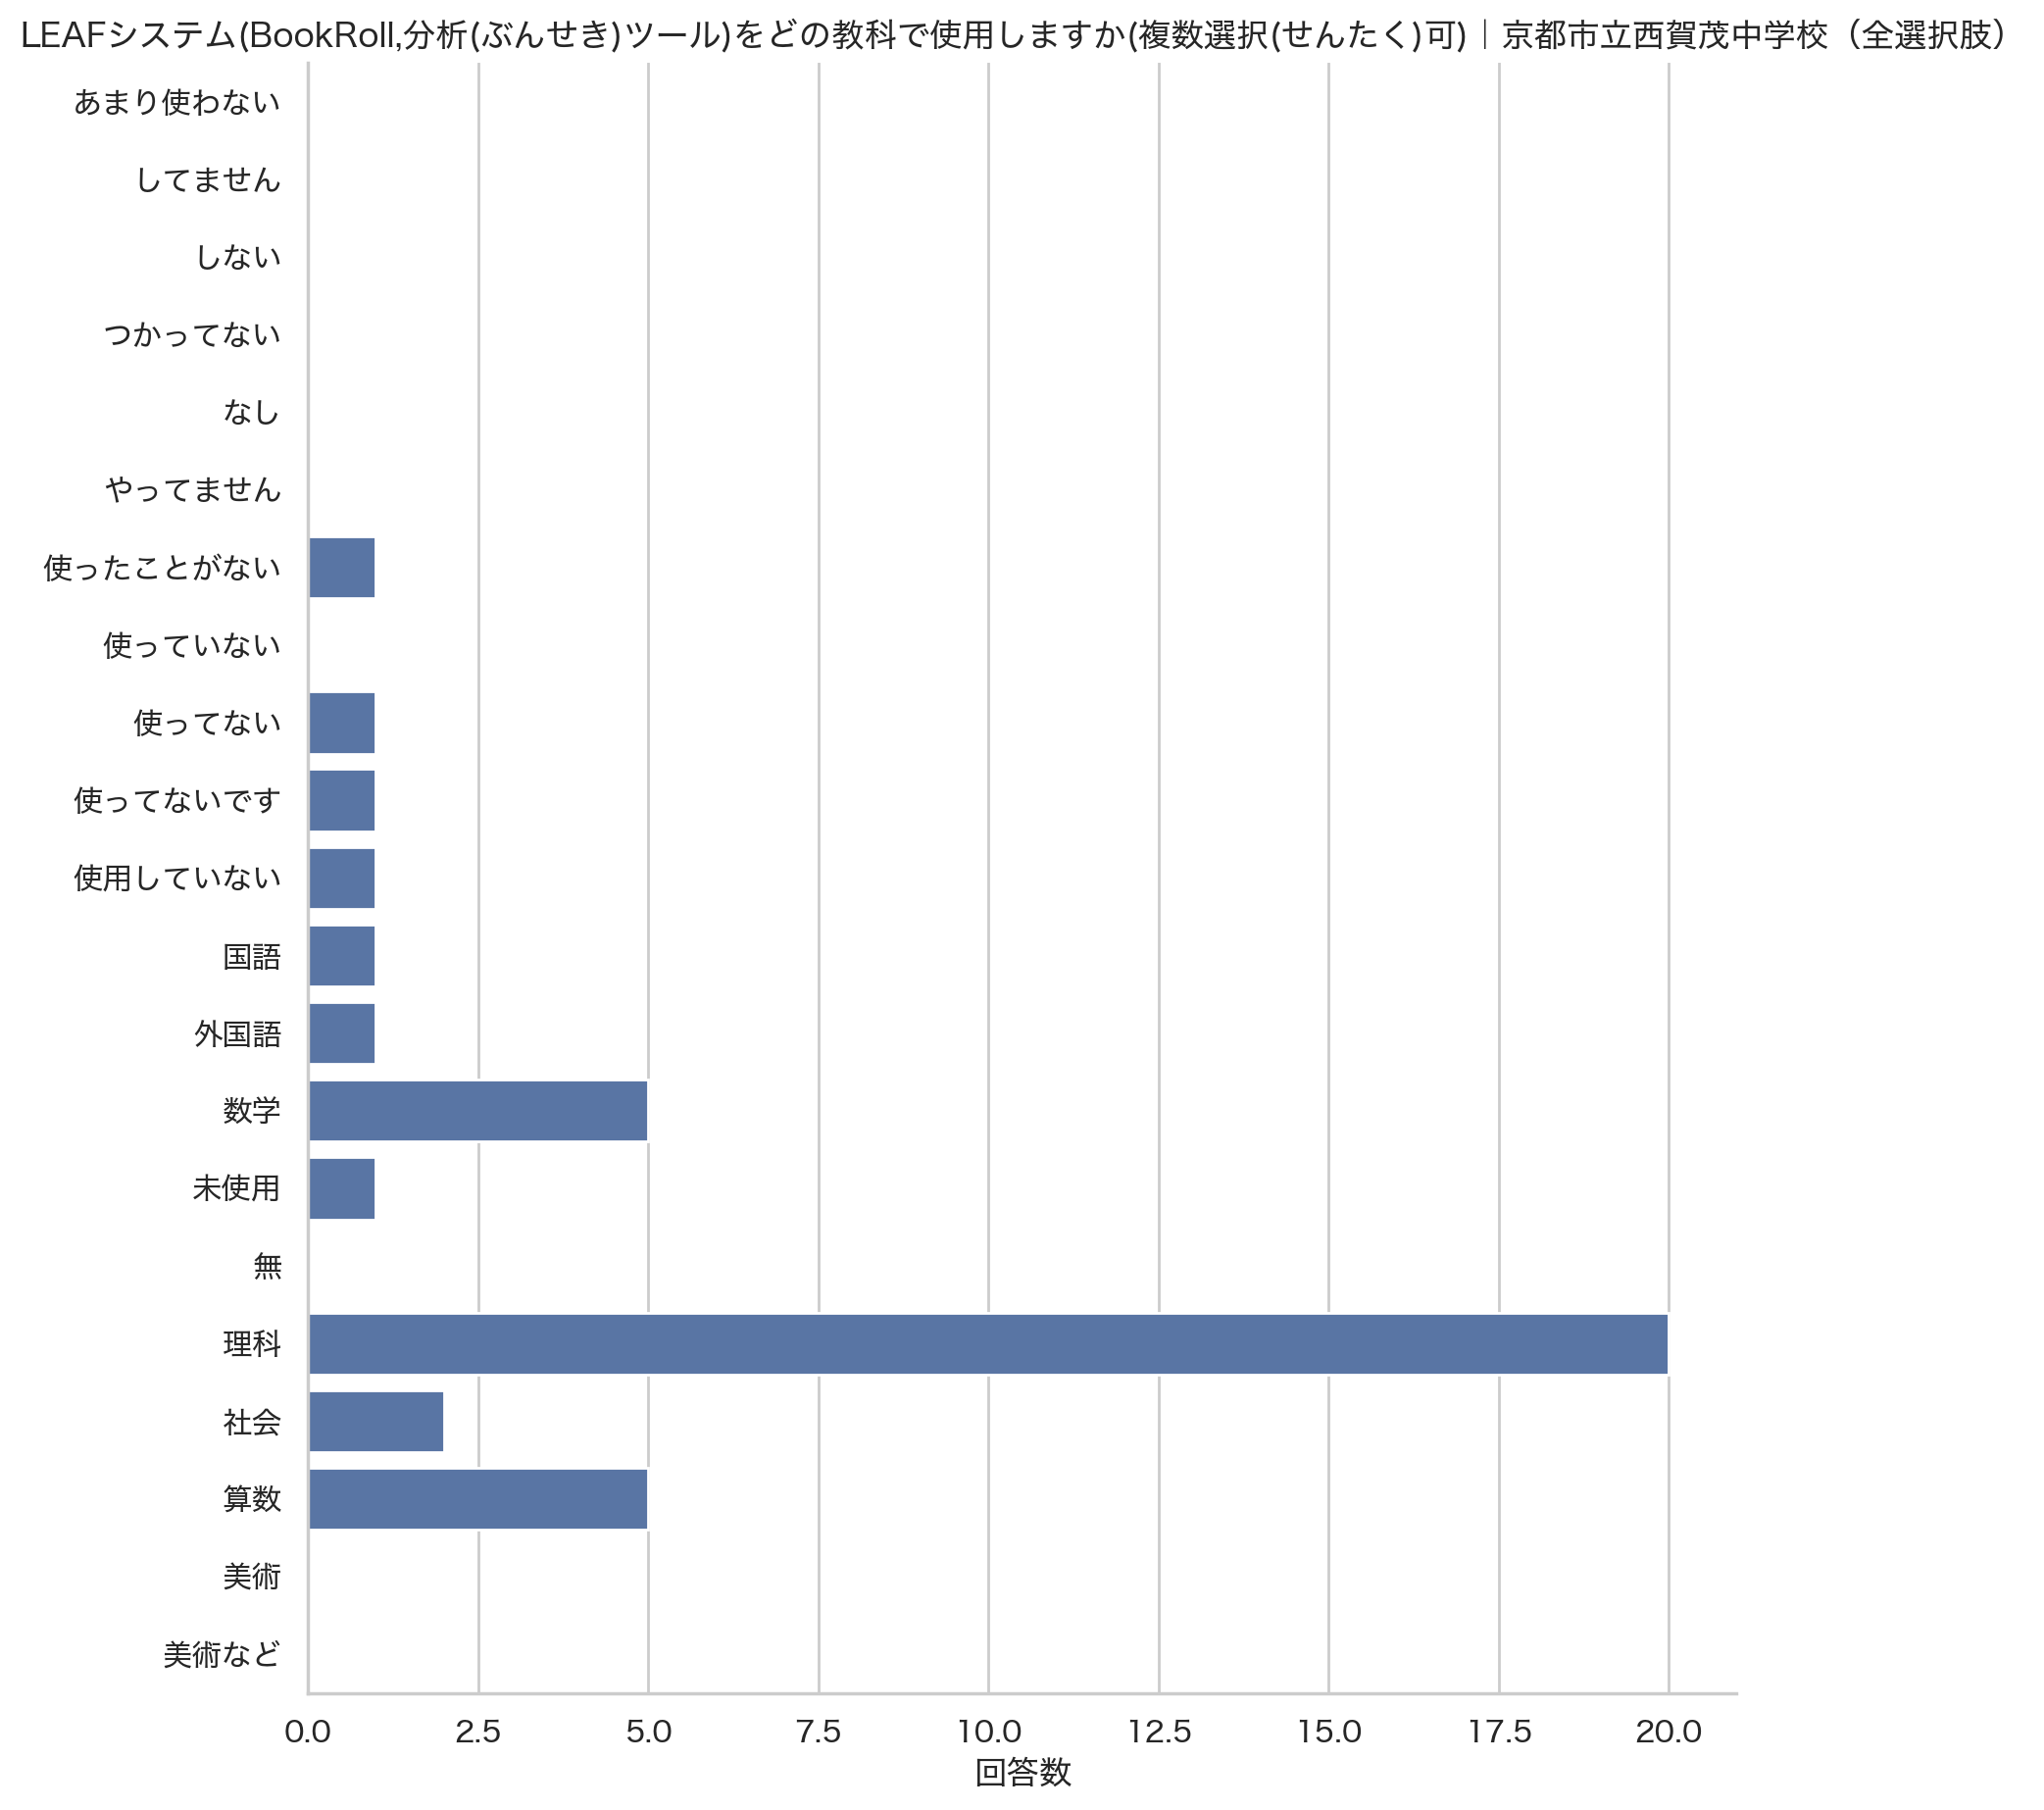 LEAFシステム(BookRoll,分析(ぶんせき)ツール)をどの教科で使用しますか(複数選択(せんたく)可)｜京都市立西賀茂中学校（全選択肢）
あまり使わない
してません
しない
つかってない
なし
やってません
使ったことがない
使っていない
使ってない
使ってないです
使用していない
国語
外国語
数学
未使用
無
理科
社会
算数
美術
美術など
0.0 2.5 5.0 7.5 10.0 12.5 15.0 17.5 20.0
回答数